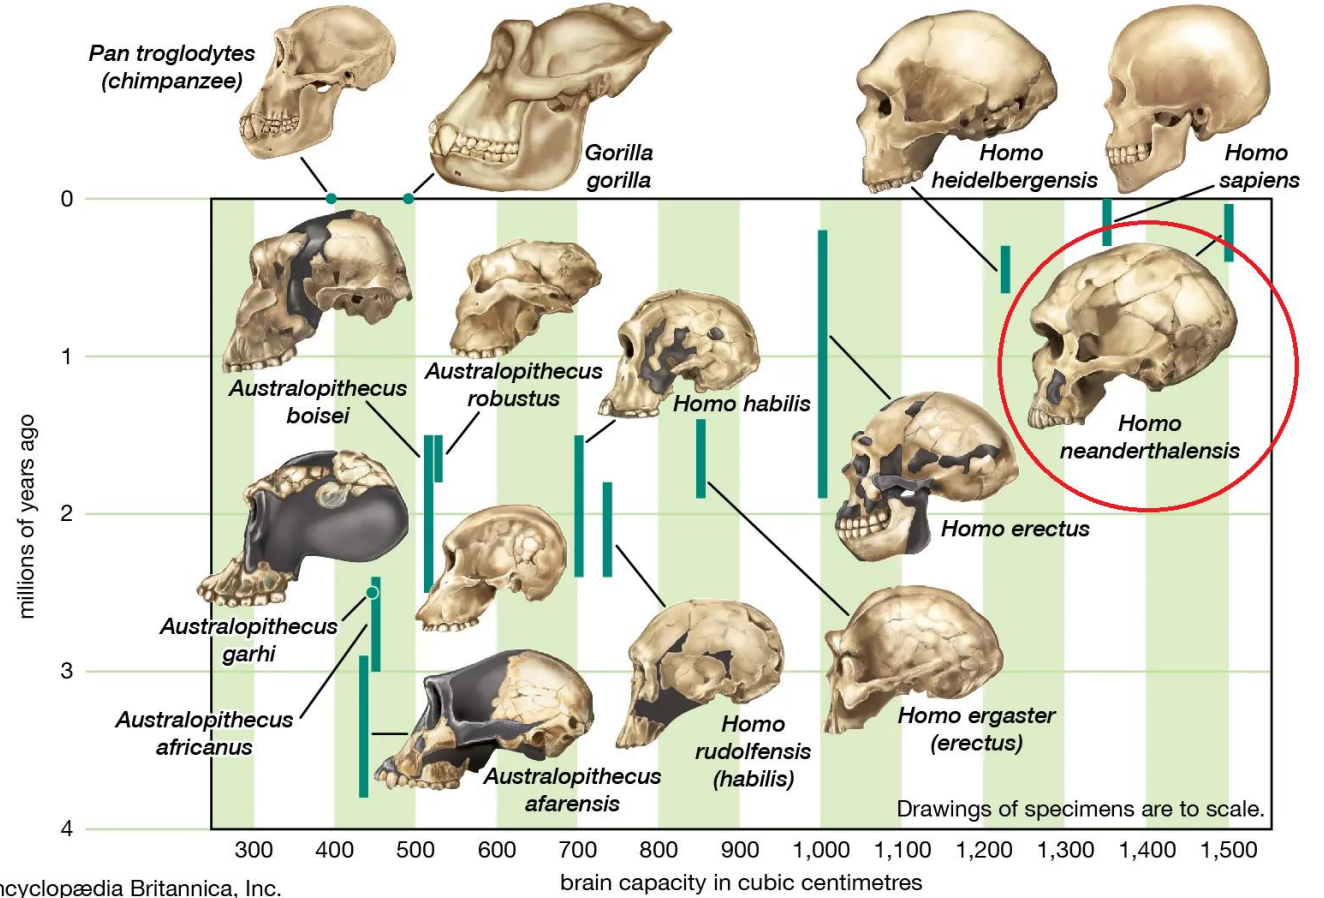 Pan troglodytes
(chimpanzee)
Gorilla
gorilla
Homo
heidelbergensis
Homo
sapiens
0
1
2
3
4
millions of years ago
Australopithecus
boisei
Australopithecus
robustus
Homo habilis
Homo
neanderthalensis
Homo erectus
Australopithecus
garhi
Australopithecus
africanus
Australopithecus
afarensis
Homo
rudolfensis
(habilis)
Homo ergaster
(erectus)
Drawings of specimens are to scale.
300 400 500 600 700 800 900 1,000 1,100 1,200 1,300 1,400 1,500
brain capacity in cubic centimetres
ncyclopædia Britannica, Inc.